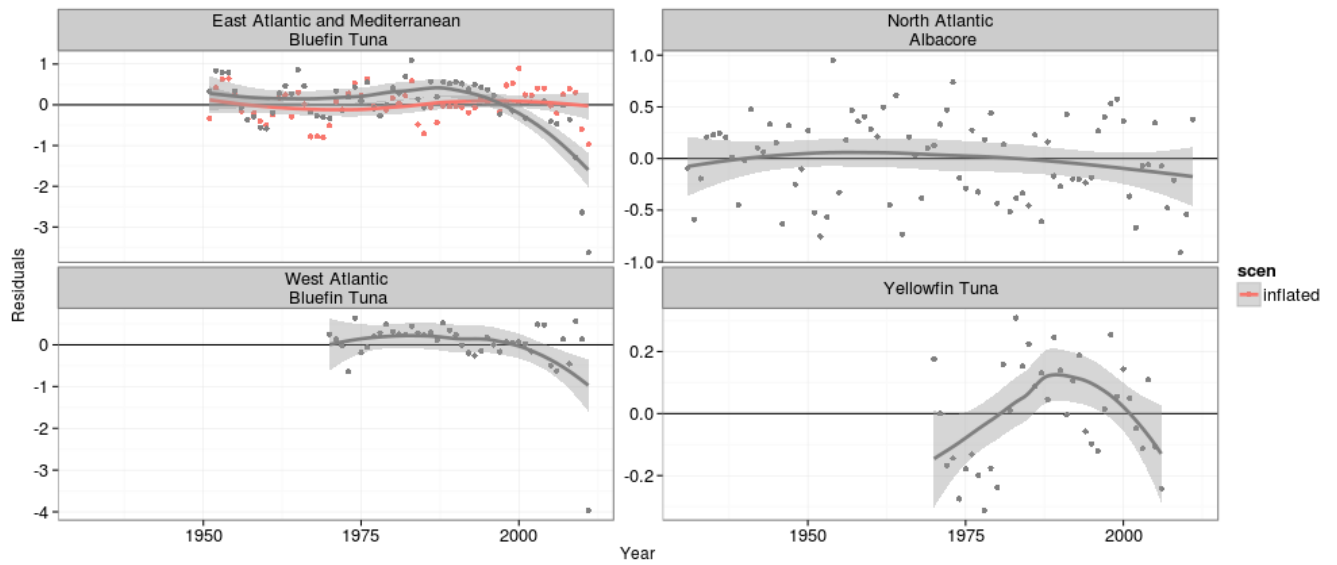 East Atlantic and Mediterranean
Bluefin Tuna
North Atlantic
Albacore
1
0
-1
-2
-3
1.0
0.5
0.0
-0.5
-1.0
West Atlantic
Bluefin Tuna
Yellowfin Tuna
0
-1
-2
-3
-4
0.2
0.0
-0.2
1950
1975
2000
1950
1975
2000
Residuals
Year
scen
inflated